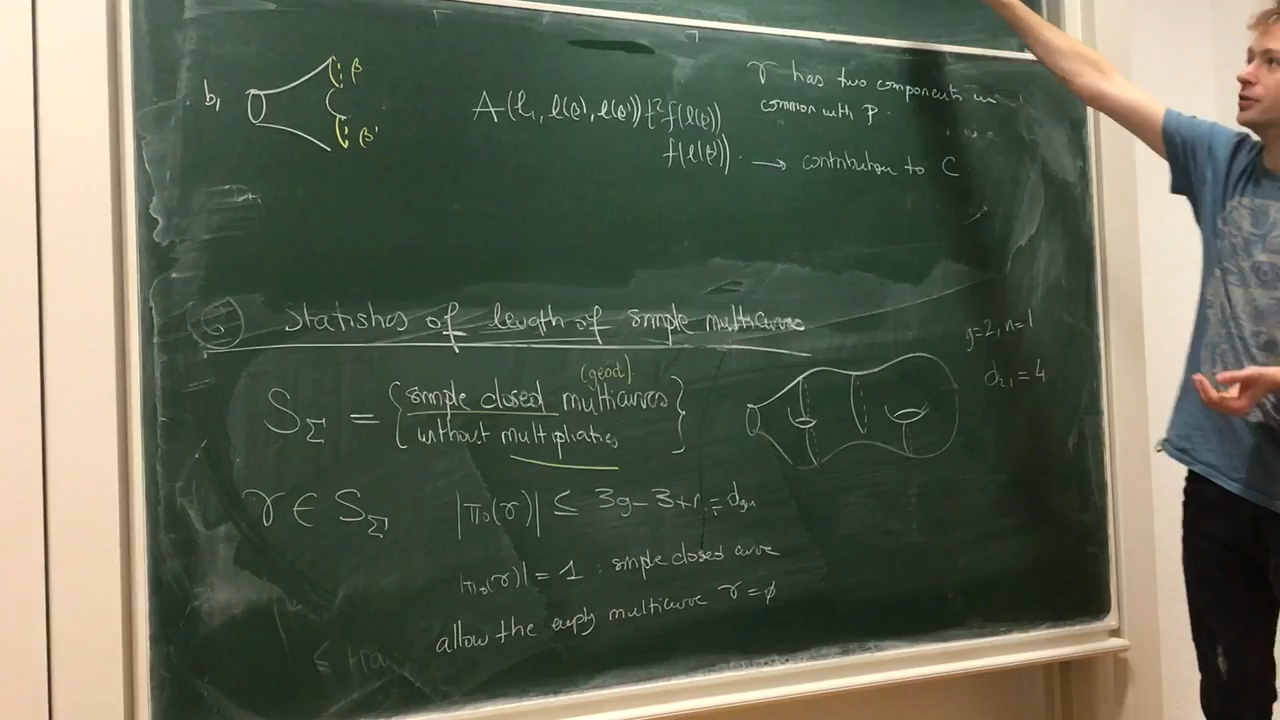 b₁
β
β'
A(l₁, l(β), l(β')) t² f(l(β))
f(l(β')). → contribution to C
γ has two components in
common with P.
6 Statistics of length of simple multicurves
S_Σ = { simple closed (geod) multicurves
without multiplicities }
g=2, n=1
d₂,₁ = 4
γ ∈ S_Σ |π₀(γ)| ≤ 3g-3+n = d_g,n
|π₀(γ)| = 1 : simple closed curve
allow the empty multicurve γ = ∅